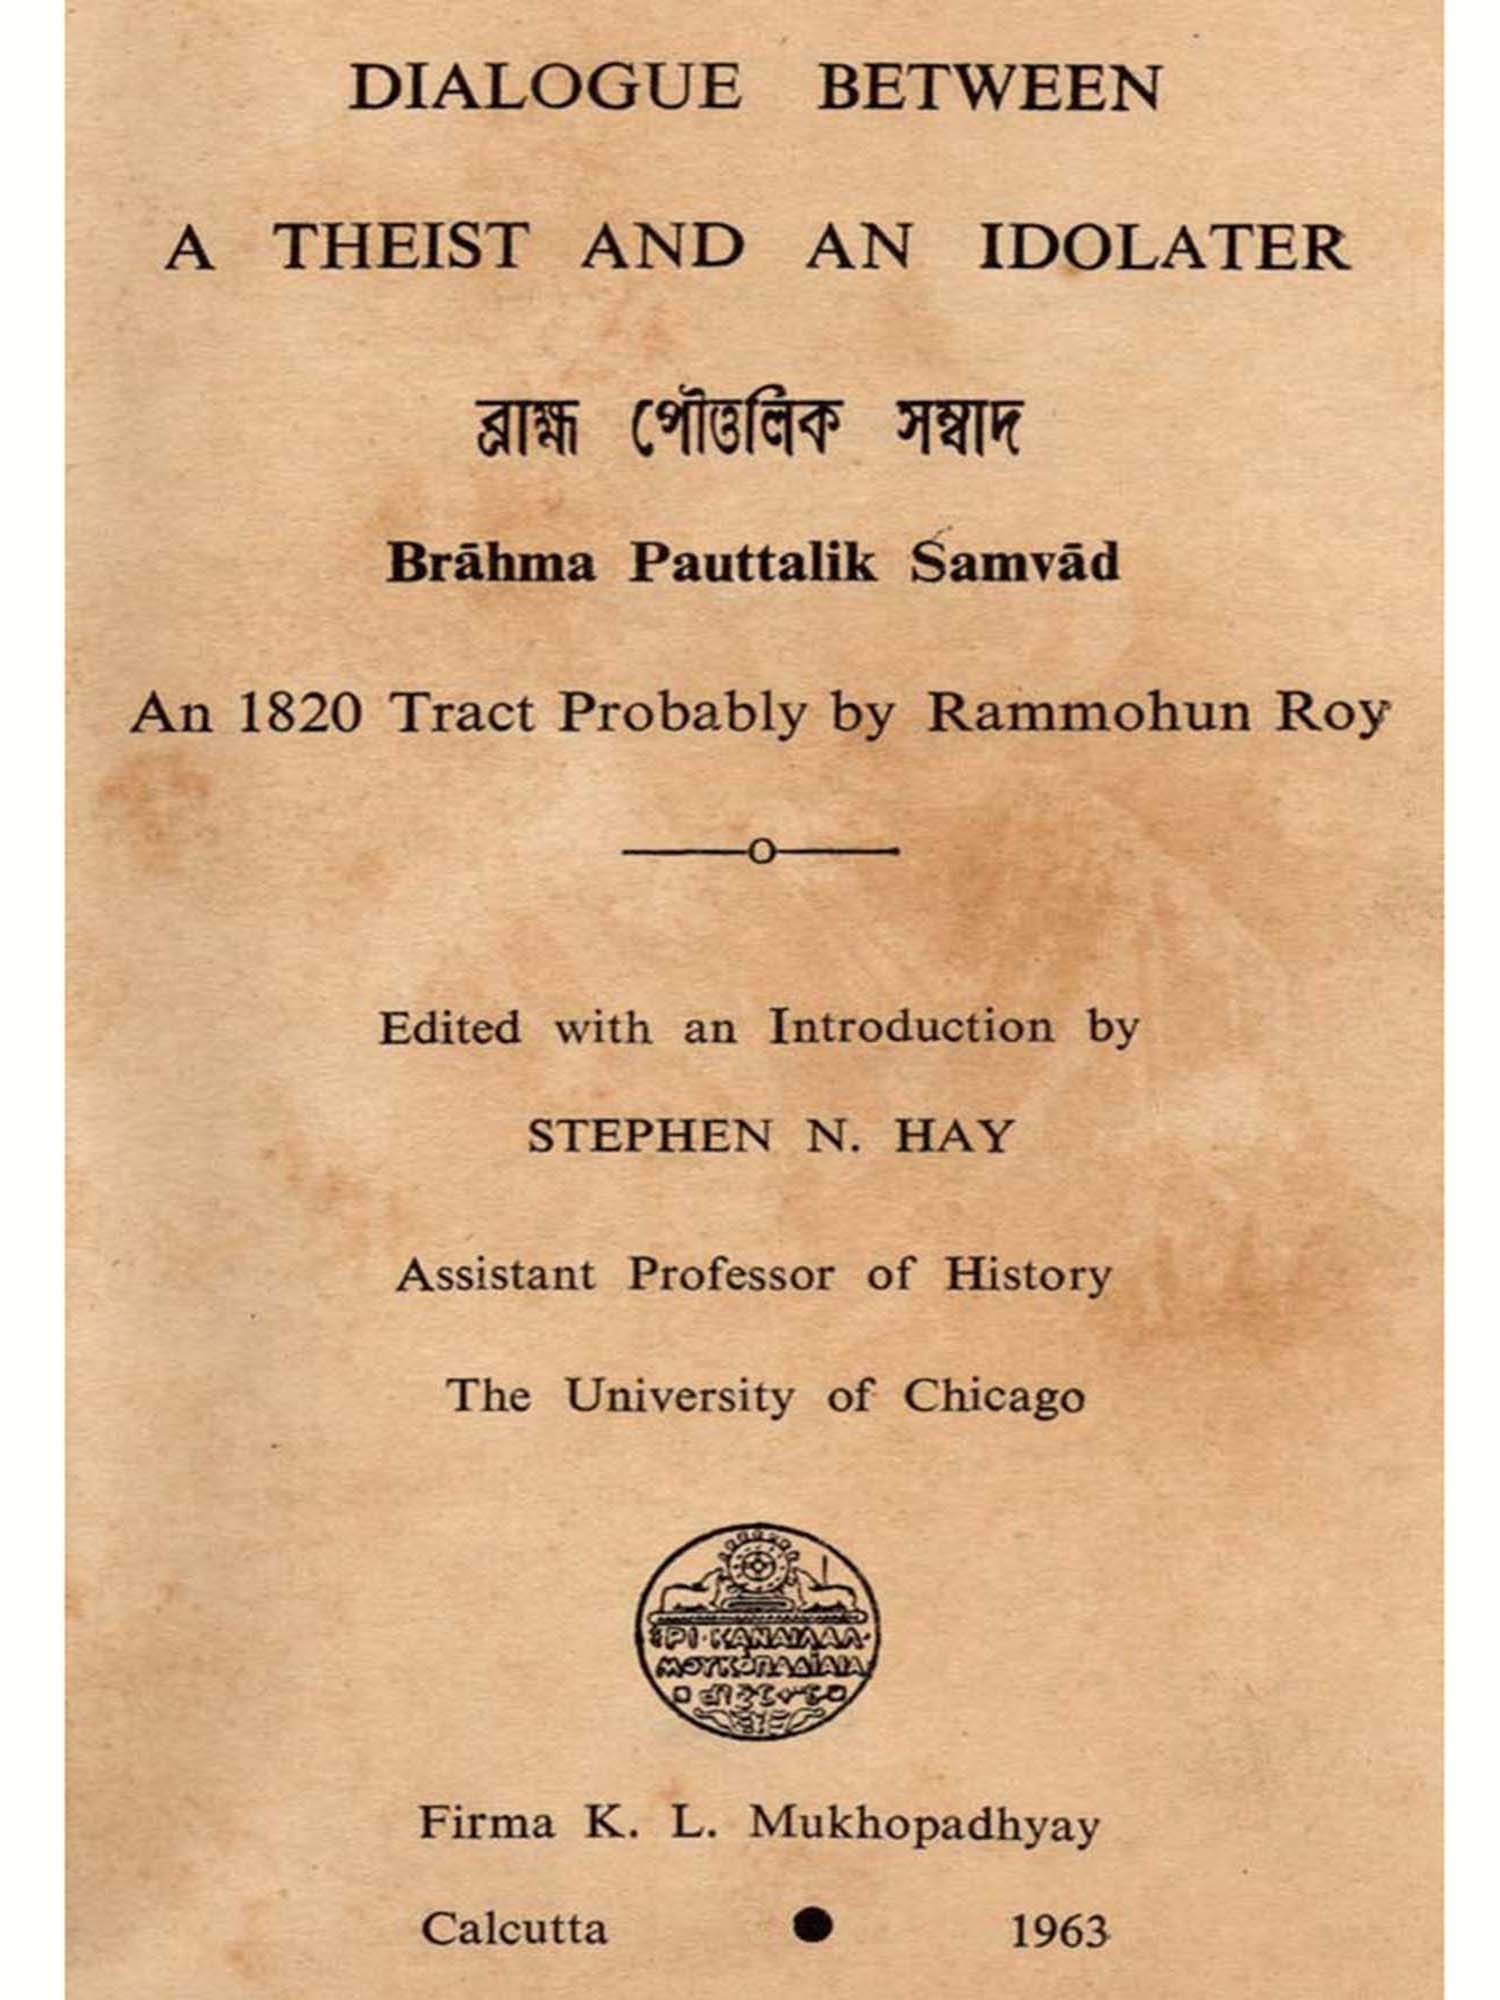 DIALOGUE BETWEEN
A THEIST AND AN IDOLATER
ব্রাহ্ম পৌত্তলিক সম্বাদ
Brāhma Pauttalik Samvād
An 1820 Tract Probably by Rammohun Roy
Edited with an Introduction by
STEPHEN N. HAY
Assistant Professor of History
The University of Chicago
Firma K. L. Mukhopadhyay
Calcutta ● 1963